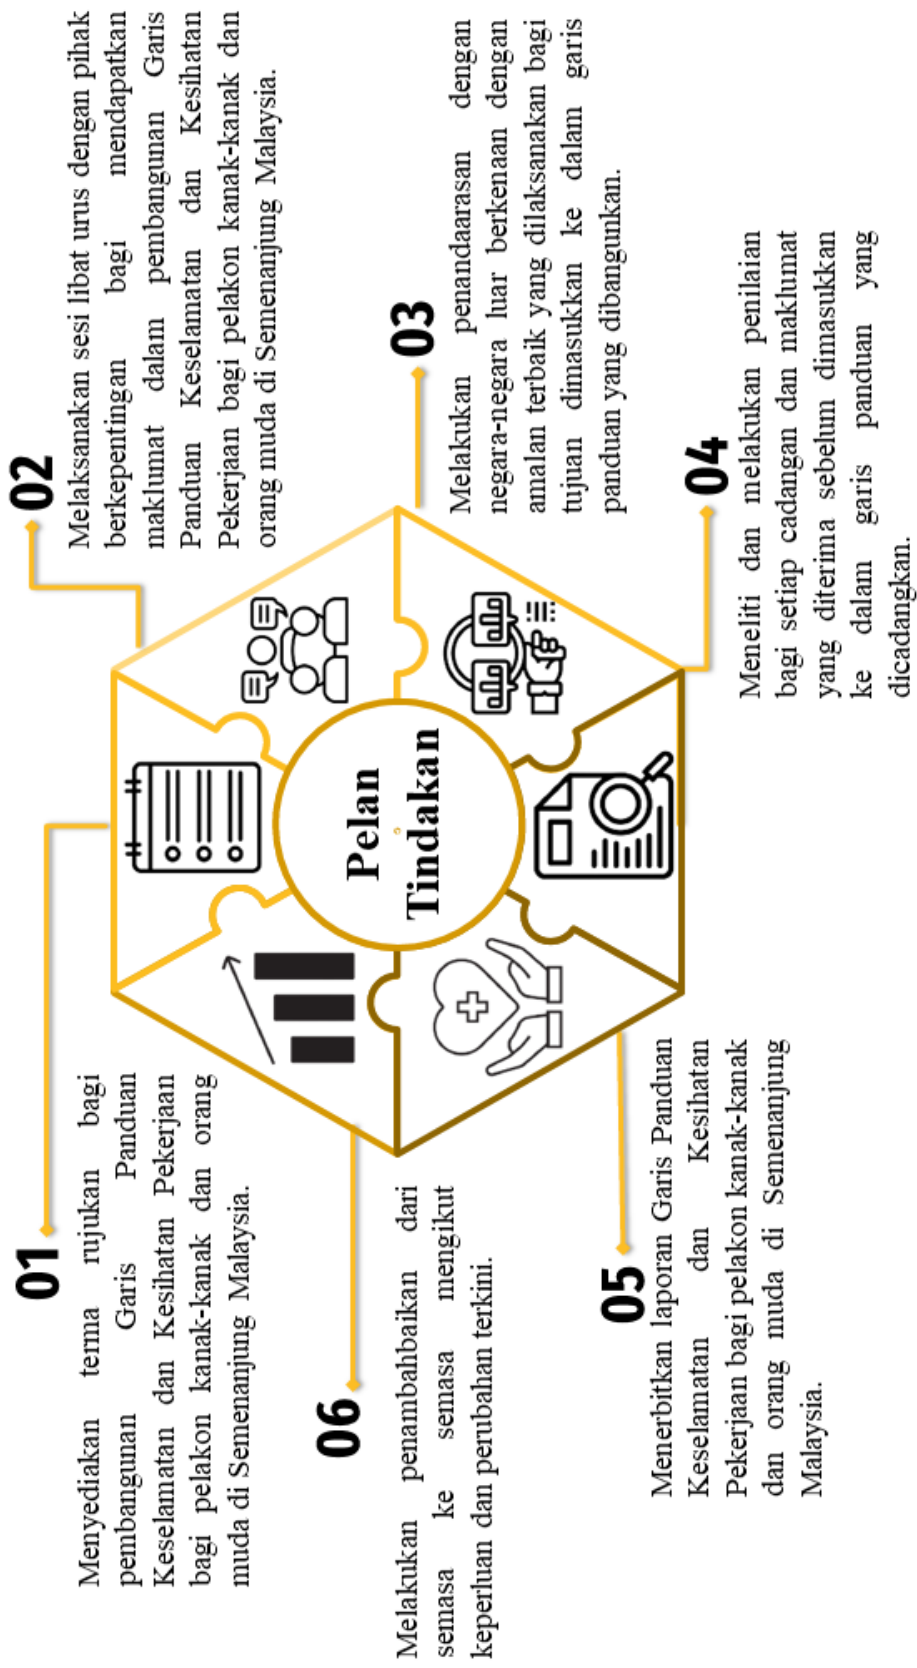 01
Menyediakan terma rujukan bagi
pembangunan Garis Panduan
Keselamatan dan Kesihatan Pekerjaan
bagi pelakon kanak-kanak dan orang
muda di Semenanjung Malaysia.
02
Melaksanakan sesi libat urus dengan pihak
berkepentingan bagi mendapatkan
maklumat dalam pembangunan Garis
Panduan Keselamatan dan Kesihatan
Pekerjaan bagi pelakon kanak-kanak dan
orang muda di Semenanjung Malaysia.
03
Melakukan penandaarasan dengan
negara-negara luar berkenaan dengan
amalan terbaik yang dilaksanakan bagi
tujuan dimasukkan ke dalam garis
panduan yang dibangunkan.
04
Meneliti dan melakukan penilaian
bagi setiap cadangan dan maklumat
yang diterima sebelum dimasukkan
ke dalam garis panduan yang
dicadangkan.
05
Menerbitkan laporan Garis Panduan
Keselamatan dan Kesihatan
Pekerjaan bagi pelakon kanak-kanak
dan orang muda di Semenanjung
Malaysia.
06
Melakukan penambahbaikan dari
semasa ke semasa mengikut
keperluan dan perubahan terkini.
Pelan
Tindakan